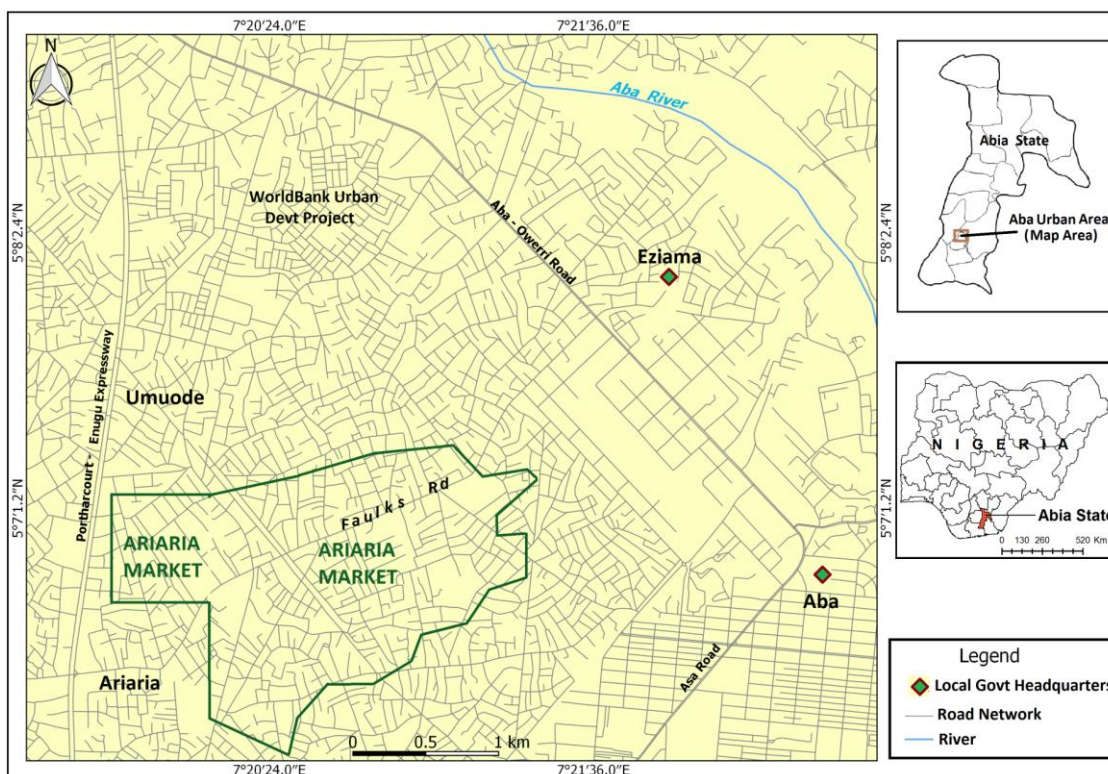 7°20'24.0"E
7°21'36.0"E
N
Aba River
WorldBank Urban
Devt Project
Aba - Owerri Road
5°8'2.4"N
5°8'2.4"N
Eziama
Portharcourt - Enugu Expressway
Umuode
Faulks Rd
5°7'1.2"N
5°7'1.2"N
ARIARIA
MARKET
ARIARIA
MARKET
Aba
Asa Road
Ariaria
0 0.5 1 km
7°20'24.0"E
7°21'36.0"E
Abia State
Aba Urban Area
(Map Area)
NIGERIA
Abia State
0 130 260 520 Km
Legend
Local Govt Headquarters
Road Network
River